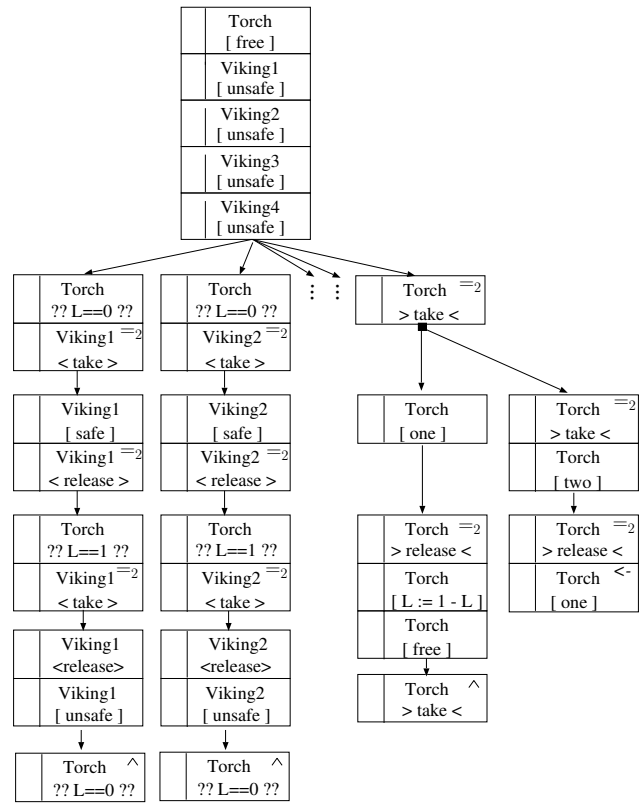 Torch
[ free ]
Viking1
[ unsafe ]
Viking2
[ unsafe ]
Viking3
[ unsafe ]
Viking4
[ unsafe ]
Torch
?? L==0 ??
Viking1 =2
< take >
Viking1
[ safe ]
Viking1 =2
< release >
Torch
?? L==1 ??
Viking1 =2
< take >
Viking1
<release>
Viking1
[ unsafe ]
Torch ^
?? L==0 ??
Torch
?? L==0 ??
Viking2 =2
< take >
Viking2
[ safe ]
Viking2 =2
< release >
Torch
?? L==1 ??
Viking2 =2
< take >
Viking2
<release>
Viking2
[ unsafe ]
Torch ^
?? L==0 ??
Torch =2
> take <
Torch
[ one ]
Torch =2
> release <
Torch
[ L := 1 - L ]
Torch
[ free ]
Torch ^
> take <
Torch =2
> take <
Torch
[ two ]
Torch =2
> release <
Torch <-
[ one ]